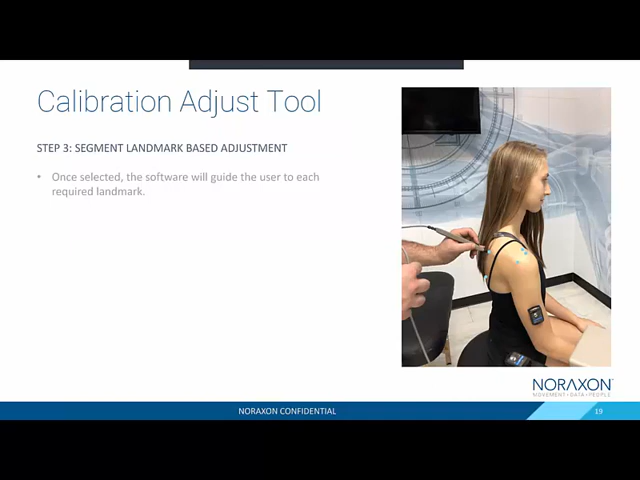 Calibration Adjust Tool
STEP 3: SEGMENT LANDMARK BASED ADJUSTMENT
• Once selected, the software will guide the user to each
required landmark.
NORAXON
MOVEMENT • DATA • PEOPLE
NORAXON CONFIDENTIAL
19